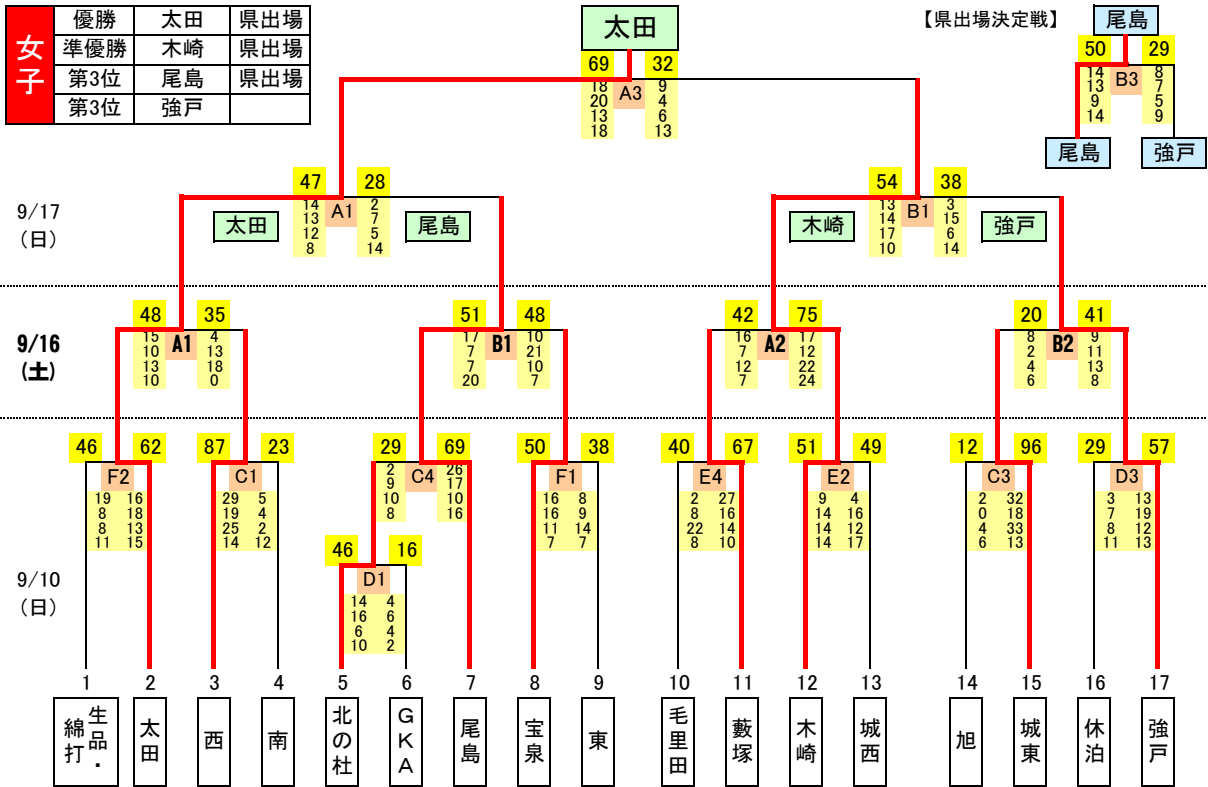 女子
優勝 太田 県出場
準優勝 木崎 県出場
第3位 尾島 県出場
第3位 強戸
太田
69 A3 32
18 9
20 4
13 6
18 13
【県出場決定戦】
尾島
50 B3 29
14 8
13 7
9 5
14 9
尾島 強戸
9/17
（日）
太田 47 A1 28 尾島
14 2
13 7
12 5
8 14
木崎 54 B1 38 強戸
13 3
14 15
17 6
10 14
9/16
(土)
48 A1 35
15 4
10 13
13 18
10 0
51 B1 48
17 10
7 21
7 10
20 7
42 A2 75
16 17
7 12
12 22
7 24
20 B2 41
8 9
2 11
4 13
6 8
9/10
（日）
46 F2 62
19 16
8 18
8 13
11 15
87 C1 23
29 5
19 4
25 2
14 12
29 C4 69
2 26
9 17
10 10
8 16
50 F1 38
16 8
16 9
11 14
7 7
40 E4 67
2 27
8 16
22 14
8 10
51 E2 49
9 4
14 16
14 12
14 17
12 C3 96
2 32
0 18
4 33
6 13
29 D3 57
3 13
7 19
8 12
11 13
46 D1 16
14 4
16 6
6 4
10 2
1 2 3 4 5 6 7 8 9 10 11 12 13 14 15 16 17
生品・綿打
太田
西
南
北の杜
GKA
尾島
宝泉
東
毛里田
藪塚
木崎
城西
旭
城東
休泊
強戸